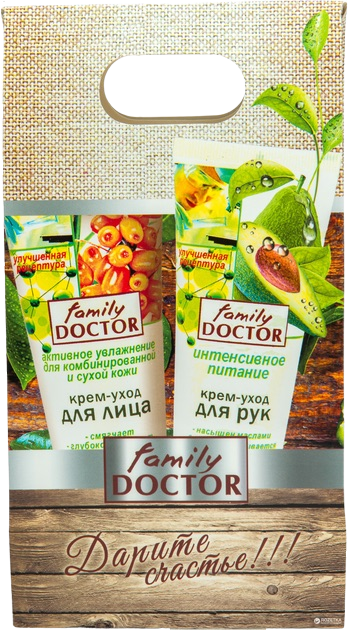 улучшенная
рецептура
family
DOCTOR
активное увлажнение
для комбинированной
и сухой кожи
крем-уход
для лица
- смягчает
улучшенная
рецептура
family
DOCTOR
интенсивное
питание
крем-уход
для рук
- насыщен маслами
family
DOCTOR
Дарите
счастье!!!